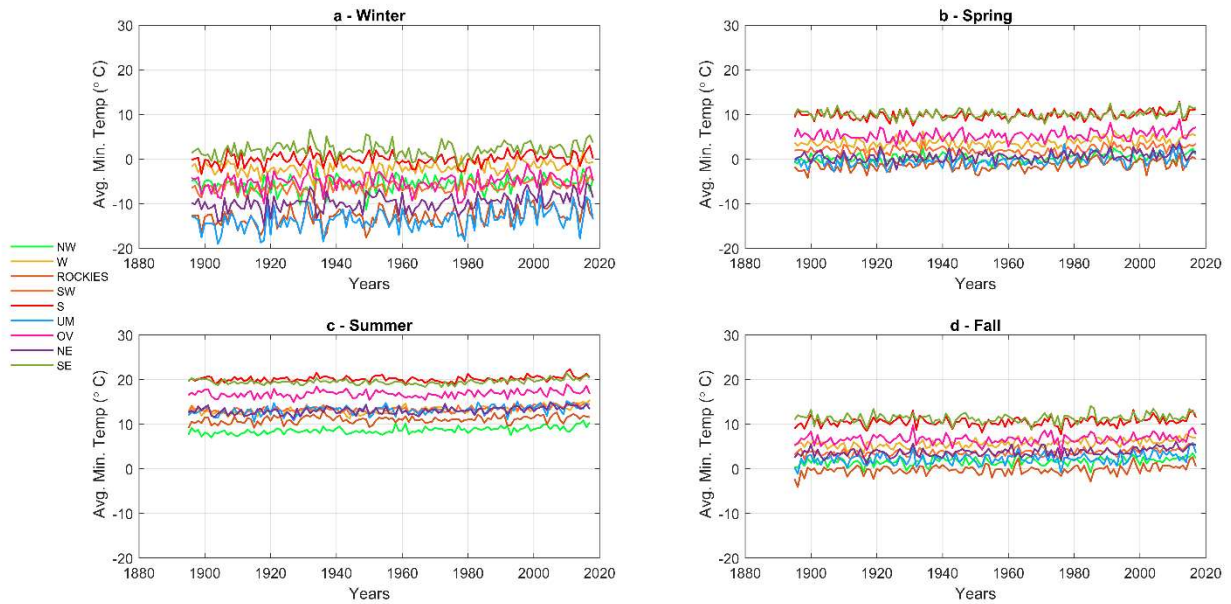 a - Winter
30
20
10
0
-10
-20
Avg. Min. Temp (° C)
1880 1900 1920 1940 1960 1980 2000 2020
Years
b - Spring
30
20
10
0
-10
-20
Avg. Min. Temp (° C)
1880 1900 1920 1940 1960 1980 2000 2020
Years
NW
W
ROCKIES
SW
S
UM
OV
NE
SE
c - Summer
30
20
10
0
-10
-20
Avg. Min. Temp (° C)
1880 1900 1920 1940 1960 1980 2000 2020
Years
d - Fall
30
20
10
0
-10
-20
Avg. Min. Temp (° C)
1880 1900 1920 1940 1960 1980 2000 2020
Years